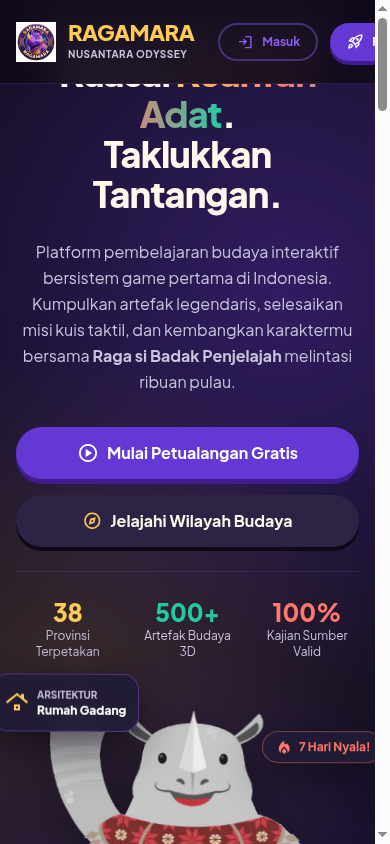 RAGAMARA
NUSANTARA ODYSSEY
Masuk
Adat.
Taklukkan
Tantangan.
Platform pembelajaran budaya interaktif
bersistem game pertama di Indonesia.
Kumpulkan artefak legendaris, selesaikan
misi kuis taktil, dan kembangkan karaktermu
bersama Raga si Badak Penjelajah melintasi
ribuan pulau.
Mulai Petualangan Gratis
Jelajahi Wilayah Budaya
38
Provinsi
Terpetakan
500+
Artefak Budaya
3D
100%
Kajian Sumber
Valid
ARSITEKTUR
Rumah Gadang
7 Hari Nyala!